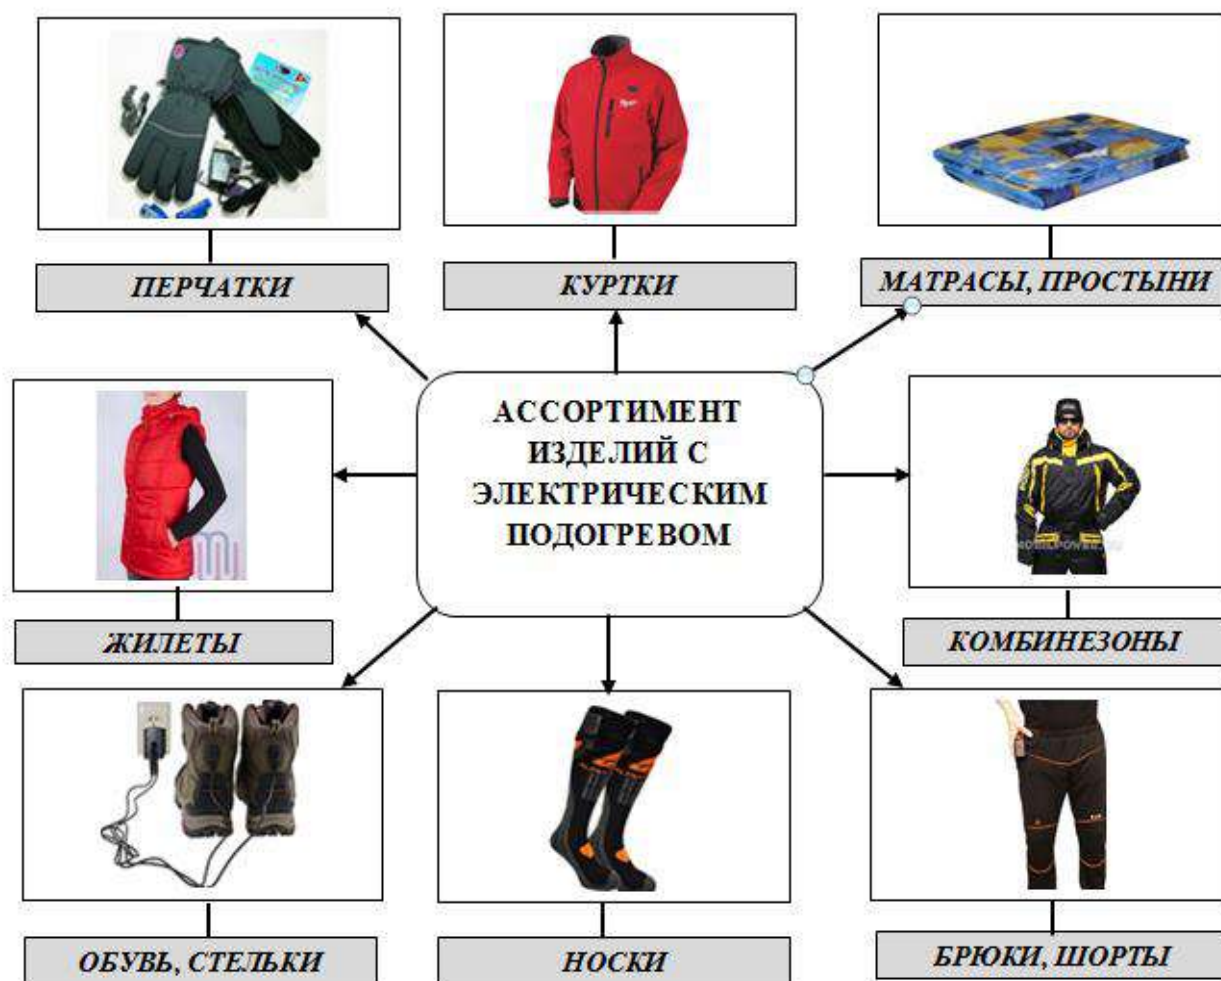 ПЕРЧАТКИ
КУРТКИ
МАТРАСЫ, ПРОСТЫНИ
АССОРТИМЕНТ
ИЗДЕЛИЙ С
ЭЛЕКТРИЧЕСКИМ
ПОДОГРЕВОМ
ЖИЛЕТЫ
КОМБИНЕЗОНЫ
ОБУВЬ, СТЕЛЬКИ
НОСКИ
БРЮКИ, ШОРТЫ